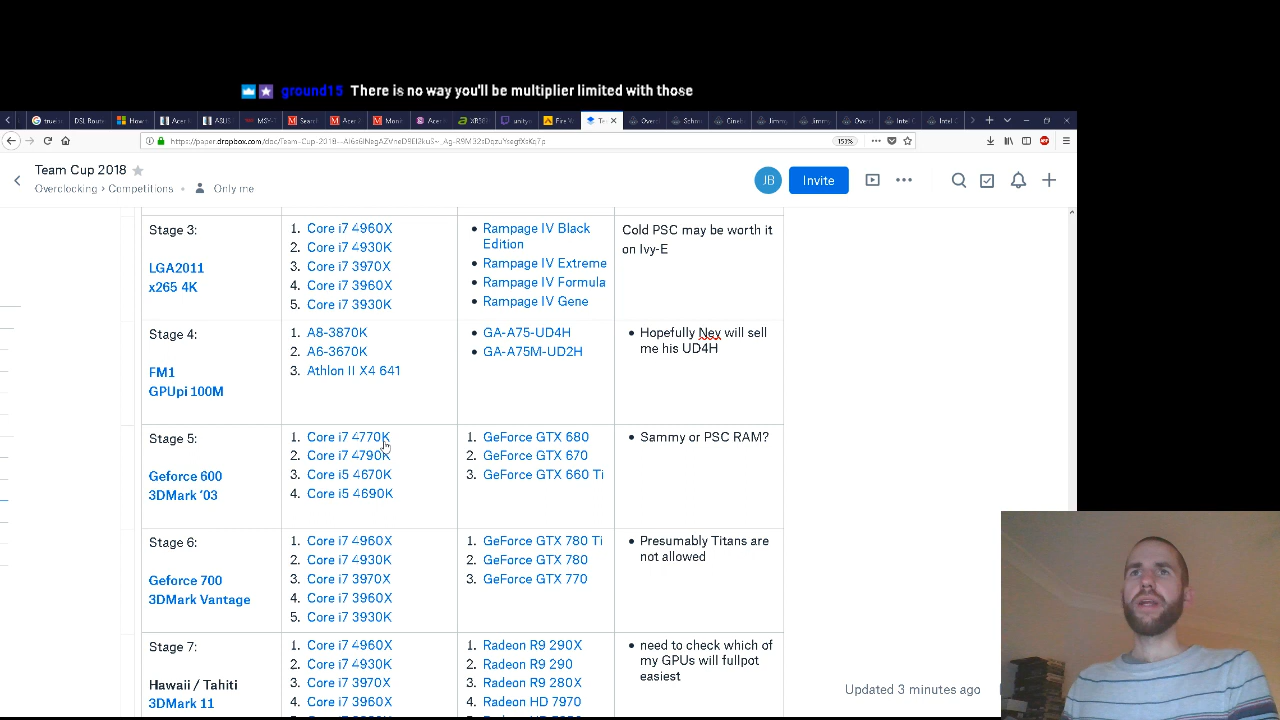 ground15 There is no way you'll be multiplier limited with those
Team Cup 2018
Overclocking > Competitions • Only me
JB
Invite
Stage 3:
LGA2011
x265 4K
1. Core i7 4960X
2. Core i7 4930K
3. Core i7 3970X
4. Core i7 3960X
5. Core i7 3930K
• Rampage IV Black
Edition
• Rampage IV Extreme
• Rampage IV Formula
• Rampage IV Gene
Cold PSC may be worth it
on Ivy-E
Stage 4:
FM1
GPUpi 100M
1. A8-3870K
2. A6-3670K
3. Athlon II X4 641
• GA-A75-UD4H
• GA-A75M-UD2H
• Hopefully Ney will sell
me his UD4H
Stage 5:
Geforce 600
3DMark '03
1. Core i7 4770K
2. Core i7 4790K
3. Core i5 4670K
4. Core i5 4690K
1. GeForce GTX 680
2. GeForce GTX 670
3. GeForce GTX 660 Ti
• Sammy or PSC RAM?
Stage 6:
Geforce 700
3DMark Vantage
1. Core i7 4960X
2. Core i7 4930K
3. Core i7 3970X
4. Core i7 3960X
5. Core i7 3930K
1. GeForce GTX 780 Ti
2. GeForce GTX 780
3. GeForce GTX 770
• Presumably Titans are
not allowed
Stage 7:
Hawaii / Tahiti
3DMark 11
1. Core i7 4960X
2. Core i7 4930K
3. Core i7 3970X
4. Core i7 3960X
1. Radeon R9 290X
2. Radeon R9 290
3. Radeon R9 280X
4. Radeon HD 7970
• need to check which of
my GPUs will fullpot
easiest
Updated 3 minutes ago